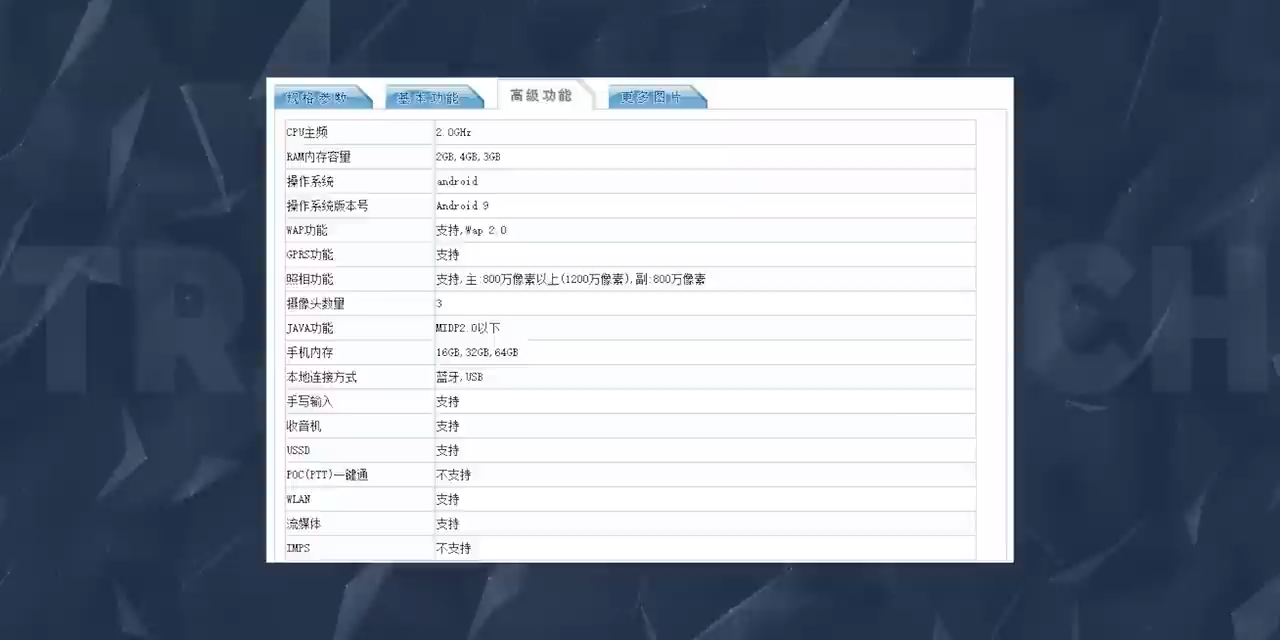 规格参数 基本功能 高级功能 更多图片
CPU主频 2.0GHz
RAM内存容量 2GB,4GB,3GB
操作系统 android
操作系统版本号 Android 9
WAP功能 支持,Wap 2.0
GPRS功能 支持
照相功能 支持,主:800万像素以上(1200万像素),副:800万像素
摄像头数量 3
JAVA功能 MIDP2.0以下
手机内存 16GB,32GB,64GB
本地连接方式 蓝牙,USB
手写输入 支持
收音机 支持
USSD 支持
POC(PTT)一键通 不支持
WLAN 支持
流媒体 支持
IMPS 不支持
TR CH